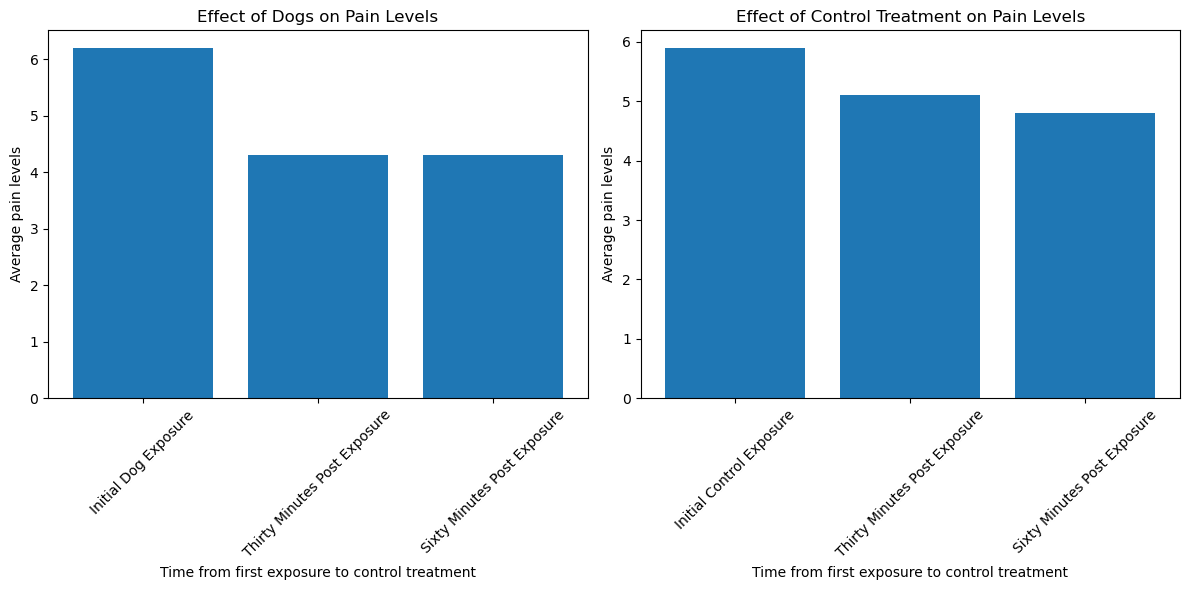 Effect of Dogs on Pain Levels
Average pain levels
6
5
4
3
2
1
0
Initial Dog Exposure
Thirty Minutes Post Exposure
Sixty Minutes Post Exposure
Time from first exposure to control treatment
Effect of Control Treatment on Pain Levels
Average pain levels
6
5
4
3
2
1
0
Initial Control Exposure
Thirty Minutes Post Exposure
Sixty Minutes Post Exposure
Time from first exposure to control treatment